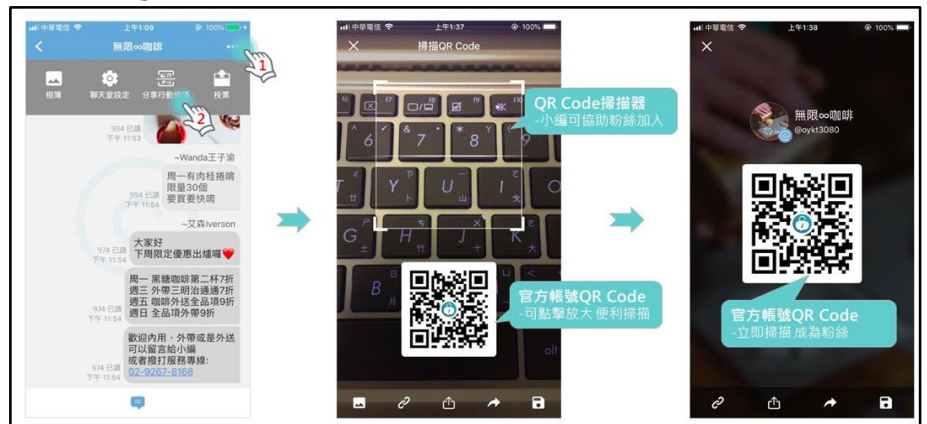 中華電信
上午1:09
100%
無限∞咖啡
1
相簿
聊天室設定
分享行動條碼
投票
2
994 已讀
下午 11:53
~Wanda王子渝
周一有肉桂捲唷
限量30個
要買要快唷
994 已讀
下午 11:54
~艾森Iverson
大家好
下周限定優惠出爐囉❤
974 已讀
下午 11:54
周一 黑糖咖啡第二杯7折
週三 外帶三明治通通7折
週五 咖啡外送全品項9折
週日 全品項外帶9折
974 已讀
下午 11:54
歡迎內用、外帶或是外送
可以留言給小編
或者撥打服務專線:
02-9267-8168
974 已讀
下午 11:54
中華電信
上午1:37
100%
掃描QR Code
QR Code掃描器
-小編可協助粉絲加入
6
&
7
*
8
9
Y
U
I
O
G
H
J
K
B
alt
官方帳號QR Code
-可點擊放大 便利掃描
中華電信
上午1:38
100%
無限∞咖啡
@oykt3080
官方帳號QR Code
-立即掃描 成為粉絲